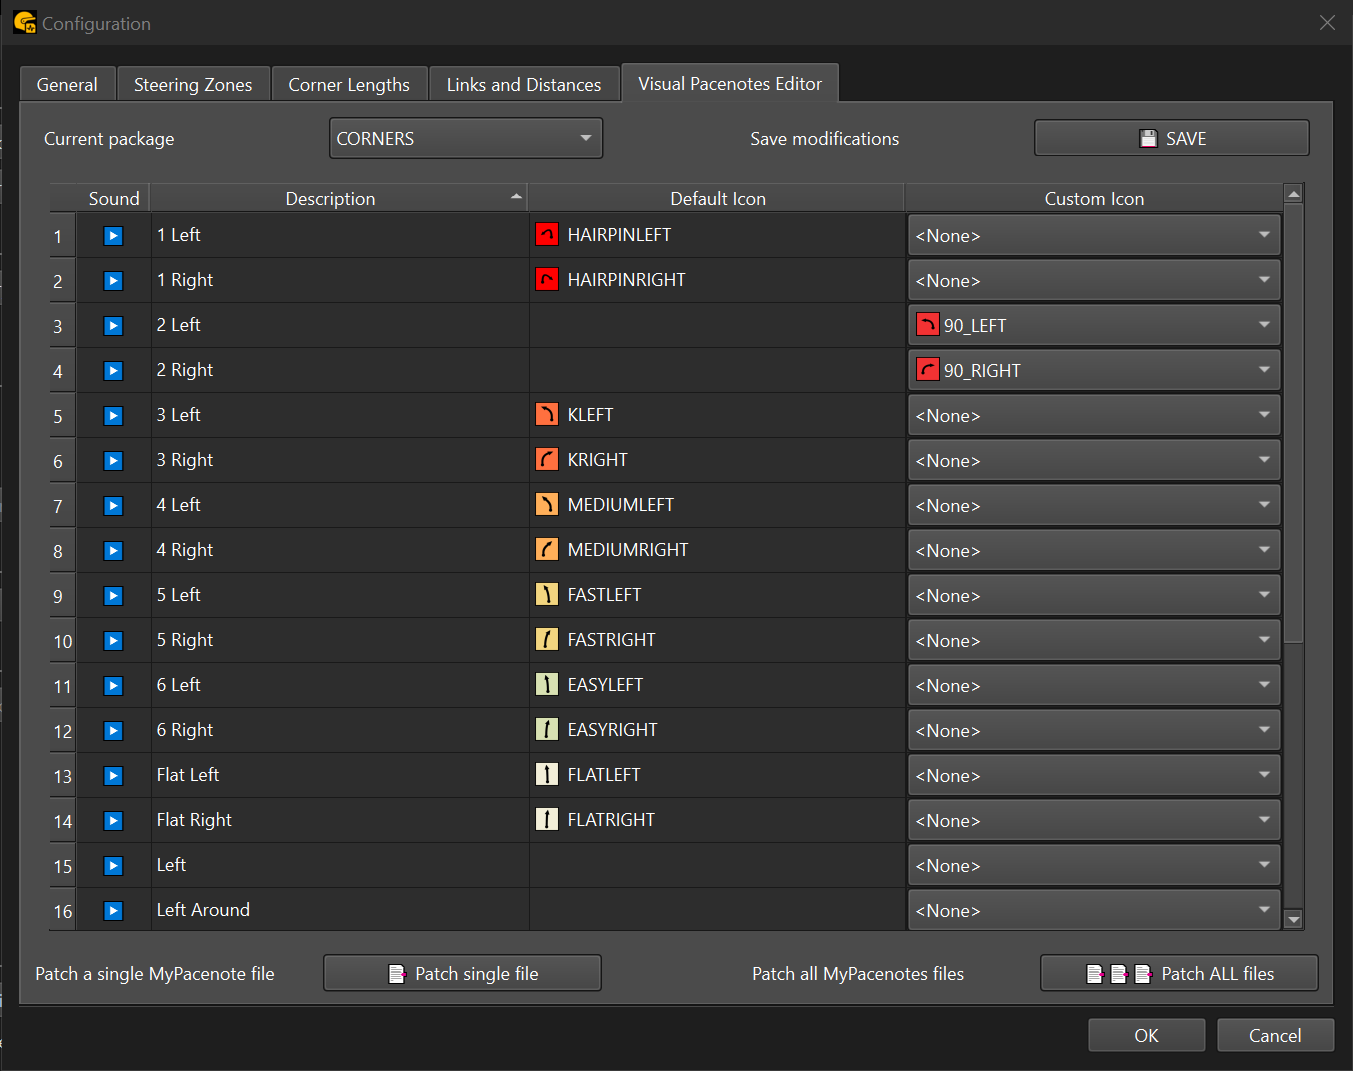 Configuration
General Steering Zones Corner Lengths Links and Distances Visual Pacenotes Editor
Current package CORNERS Save modifications SAVE
Sound Description Default Icon Custom Icon
1 1 Left HAIRPINLEFT <None>
2 1 Right HAIRPINRIGHT <None>
3 2 Left 90_LEFT
4 2 Right 90_RIGHT
5 3 Left KLEFT <None>
6 3 Right KRIGHT <None>
7 4 Left MEDIUMLEFT <None>
8 4 Right MEDIUMRIGHT <None>
9 5 Left FASTLEFT <None>
10 5 Right FASTRIGHT <None>
11 6 Left EASYLEFT <None>
12 6 Right EASYRIGHT <None>
13 Flat Left FLATLEFT <None>
14 Flat Right FLATRIGHT <None>
15 Left <None>
16 Left Around <None>
Patch a single MyPacenote file Patch single file Patch all MyPacenotes files Patch ALL files
OK Cancel